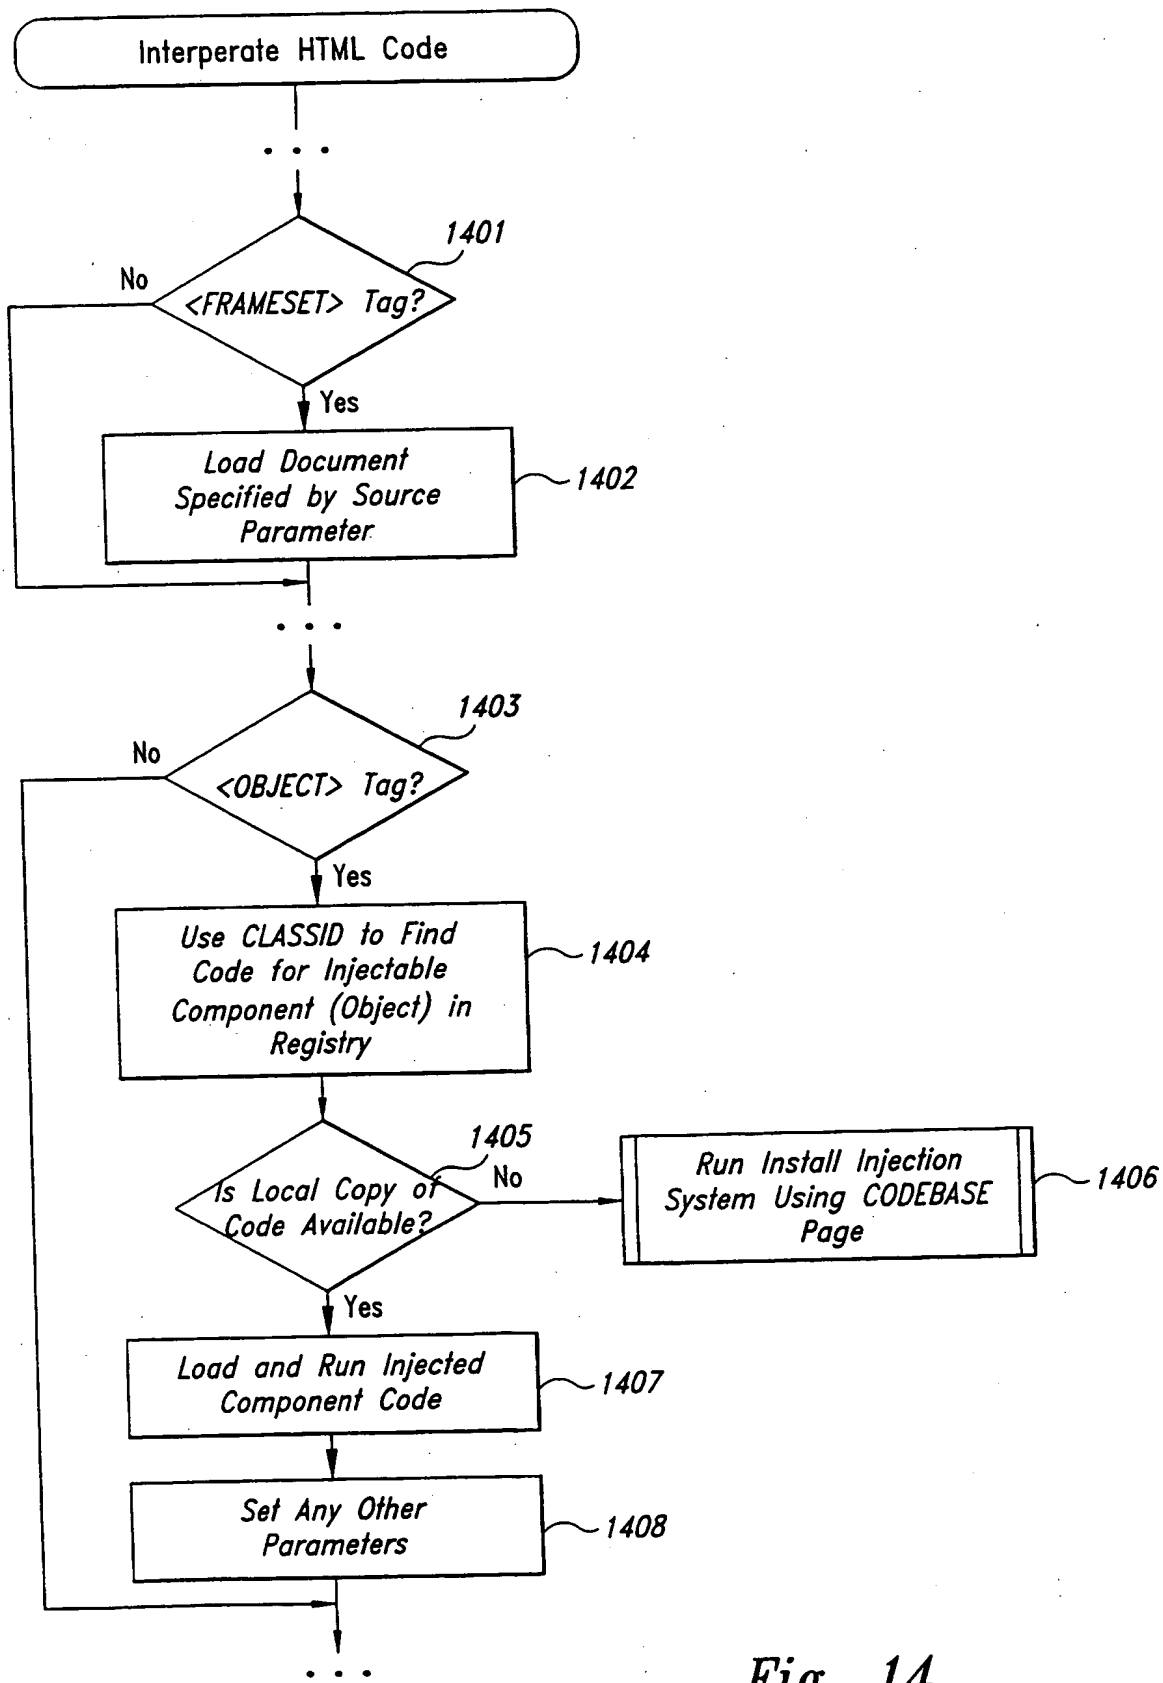 Interperate HTML Code
. . .
1401
No
<FRAMESET> Tag?
Yes
Load Document
Specified by Source
Parameter
1402
. . .
1403
No
<OBJECT> Tag?
Yes
Use CLASSID to Find
Code for Injectable
Component (Object) in
Registry
1404
1405
Is Local Copy of
Code Available?
No
Run Install Injection
System Using CODEBASE
Page
1406
Yes
Load and Run Injected
Component Code
1407
Set Any Other
Parameters
1408
. . .
Fig. 14